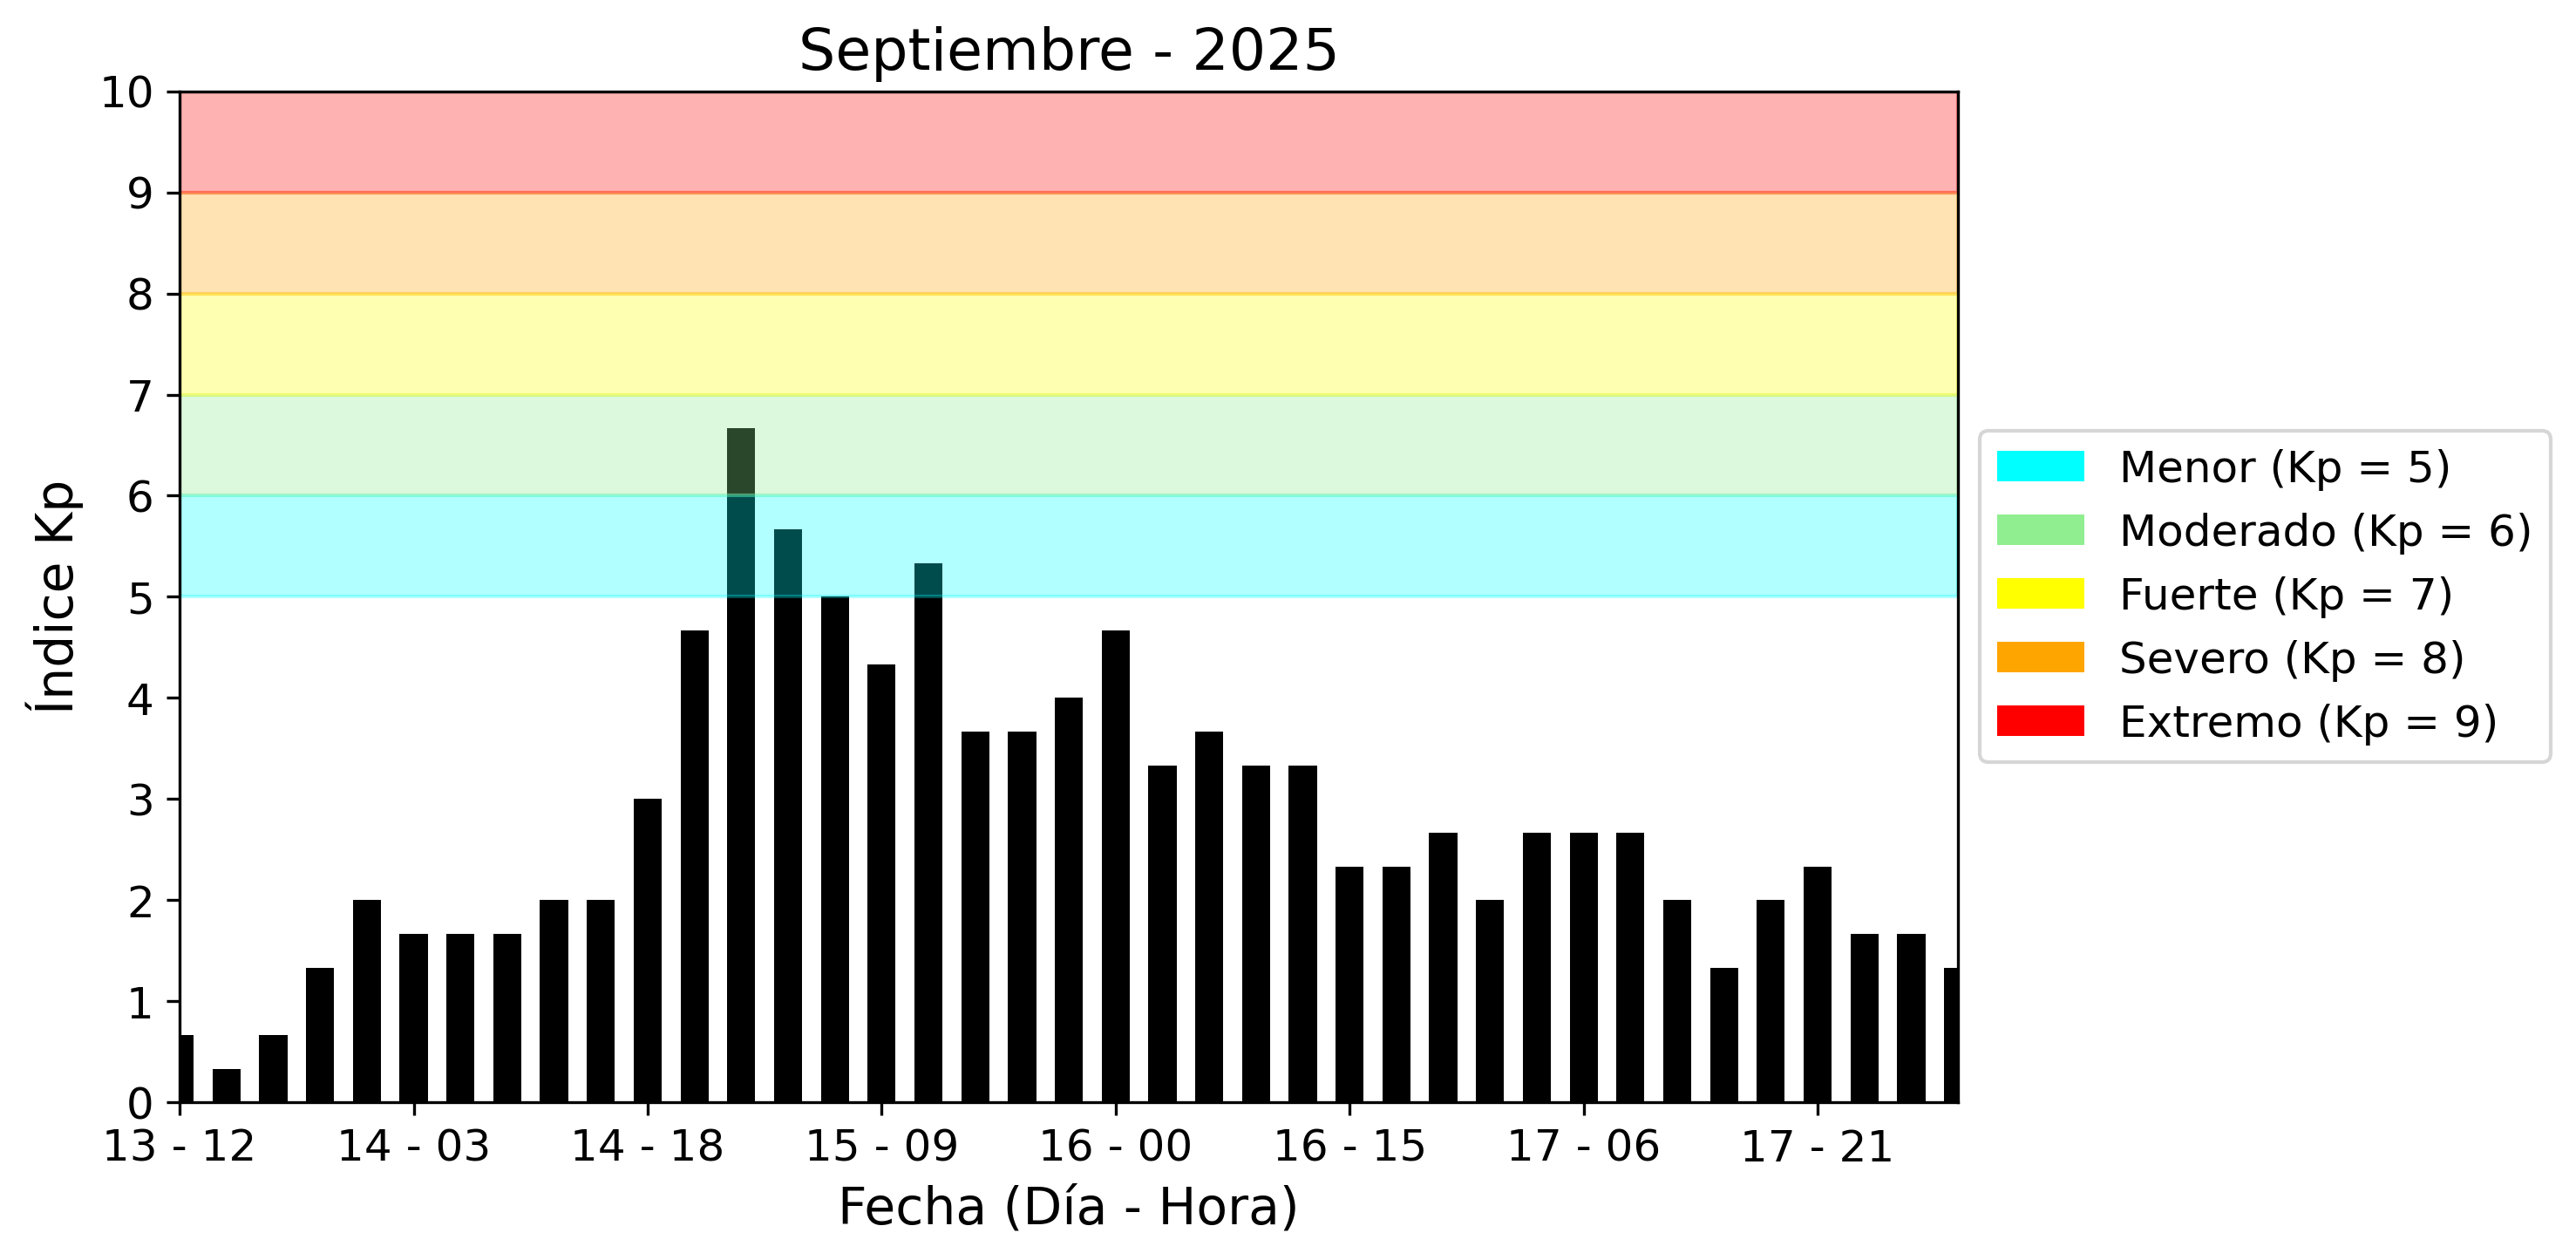 Septiembre - 2025
10
9
8
7
6
5
4
3
2
1
0
Índice Kp
13 - 12
14 - 03
14 - 18
15 - 09
16 - 00
16 - 15
17 - 06
17 - 21
Fecha (Día - Hora)
Menor (Kp = 5)
Moderado (Kp = 6)
Fuerte (Kp = 7)
Severo (Kp = 8)
Extremo (Kp = 9)